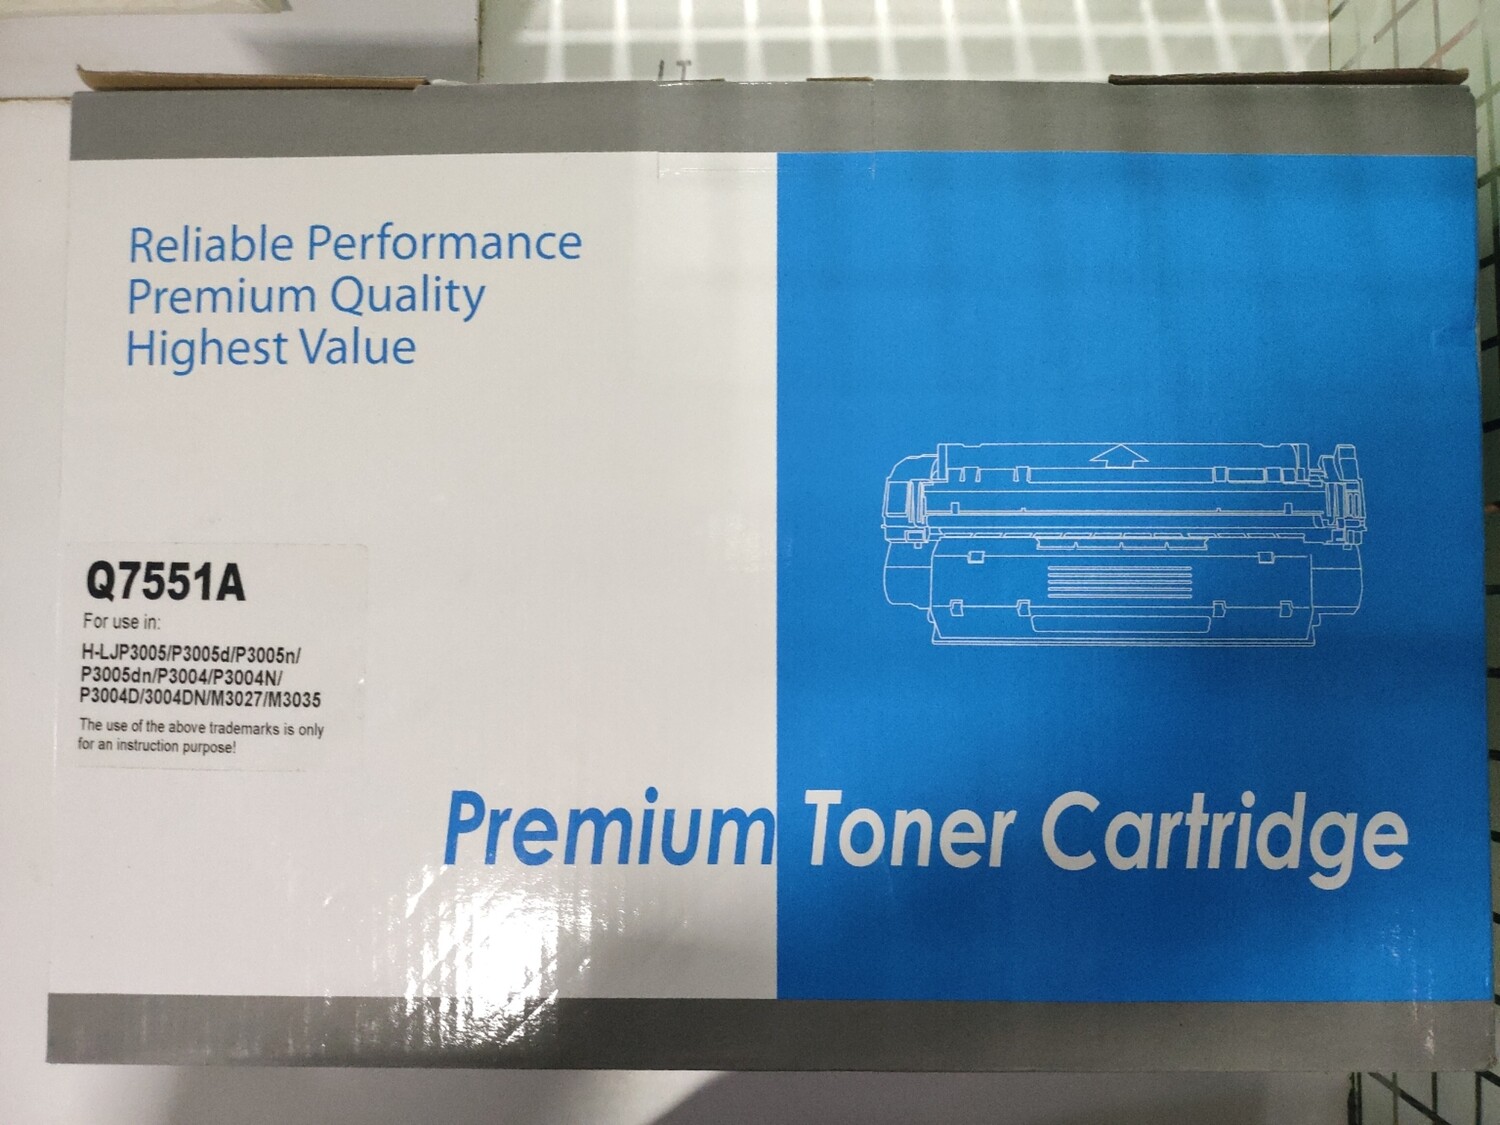 Reliable Performance
Premium Quality
Highest Value
Q7551A
For use in:
H-LJP3005/P3005d/P3005n/
P3005dn/P3004/P3004N/
P3004D/3004DN/M3027/M3035
The use of the above trademarks is only
for an instruction purpose!
Premium Toner Cartridge